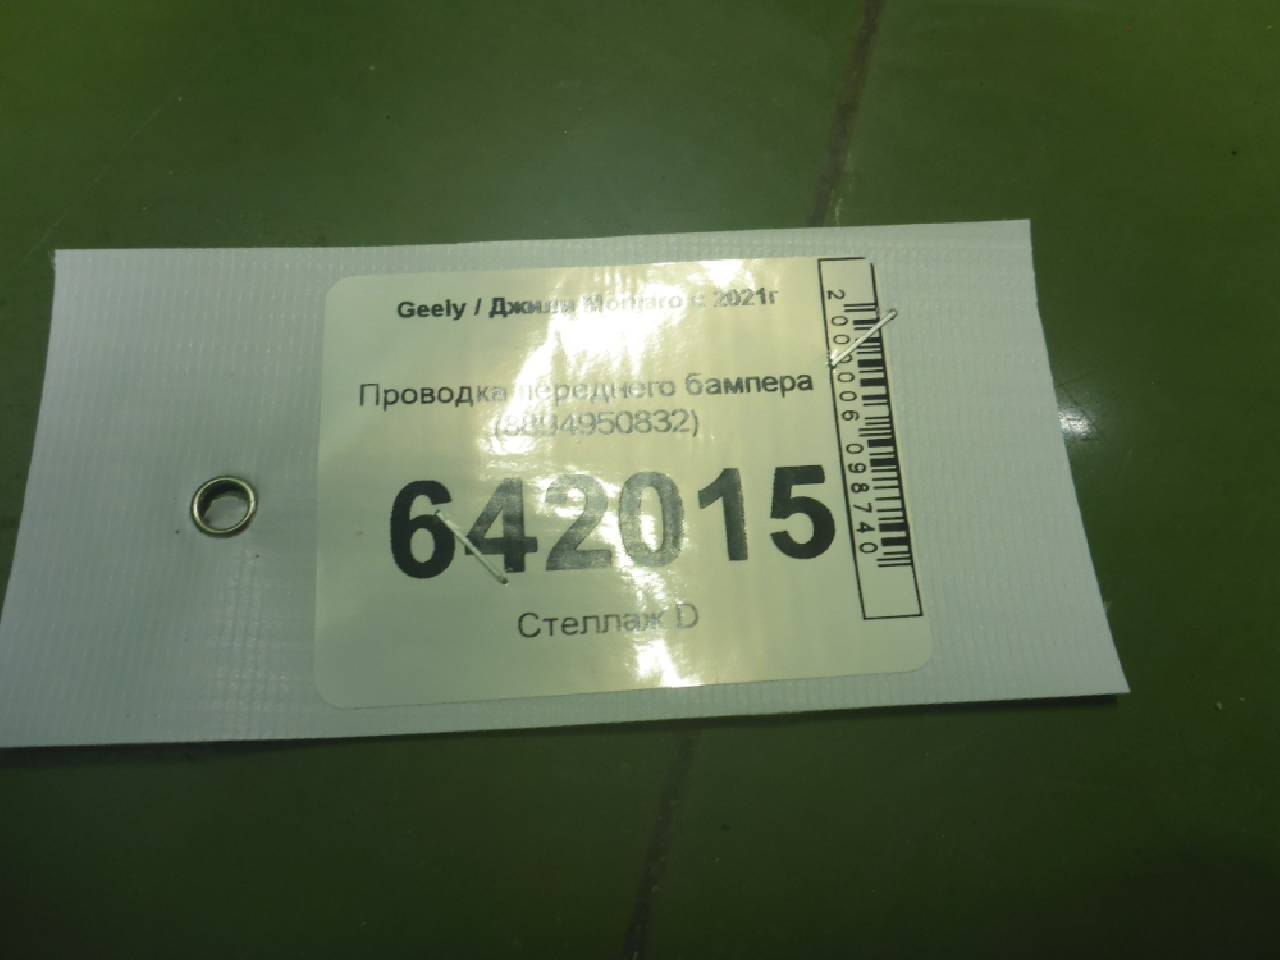 Geely / Джили Monjaro с 2021г
Проводка переднего бампера
(8894950832)
642015
Стеллаж D
2000006098740